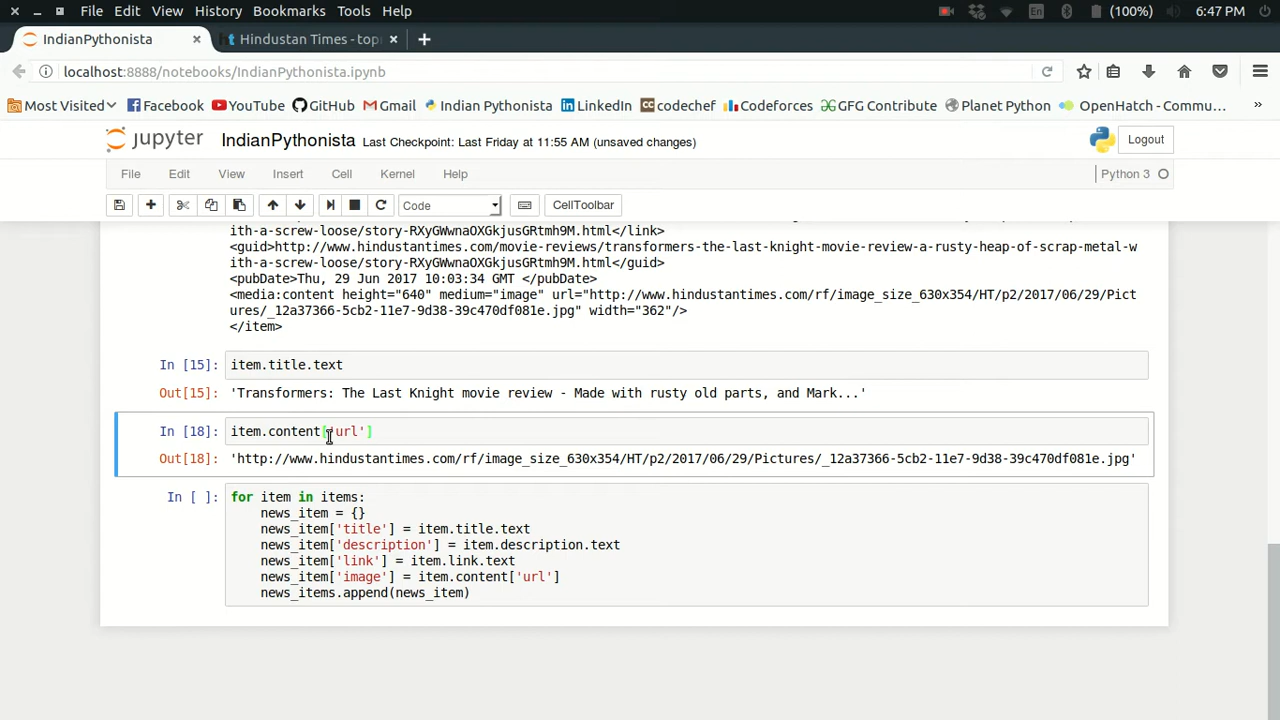 File Edit View History Bookmarks Tools Help En (100%) 6:47 PM
IndianPythonista Hindustan Times - top
localhost:8888/notebooks/IndianPythonista.ipynb
Most Visited Facebook YouTube GitHub Gmail Indian Pythonista LinkedIn codechef Codeforces GFG Contribute Planet Python OpenHatch - Commu...
jupyter IndianPythonista Last Checkpoint: Last Friday at 11:55 AM (unsaved changes) Logout
File Edit View Insert Cell Kernel Help Python 3
Code CellToolbar
ith-a-screw-loose/story-RXyGWwnaOXGkjusGRtmh9M.html</link>
<guid>http://www.hindustantimes.com/movie-reviews/transformers-the-last-knight-movie-review-a-rusty-heap-of-scrap-metal-w
ith-a-screw-loose/story-RXyGWwnaOXGkjusGRtmh9M.html</guid>
<pubDate>Thu, 29 Jun 2017 10:03:34 GMT </pubDate>
<media:content height="640" medium="image" url="http://www.hindustantimes.com/rf/image_size_630x354/HT/p2/2017/06/29/Pict
ures/_12a37366-5cb2-11e7-9d38-39c470df081e.jpg" width="362"/>
</item>
In [15]: item.title.text
Out[15]: 'Transformers: The Last Knight movie review - Made with rusty old parts, and Mark...'
In [18]: item.content['url']
Out[18]: 'http://www.hindustantimes.com/rf/image_size_630x354/HT/p2/2017/06/29/Pictures/_12a37366-5cb2-11e7-9d38-39c470df081e.jpg'
In [ ]: for item in items:
news_item = {}
news_item['title'] = item.title.text
news_item['description'] = item.description.text
news_item['link'] = item.link.text
news_item['image'] = item.content['url']
news_items.append(news_item)